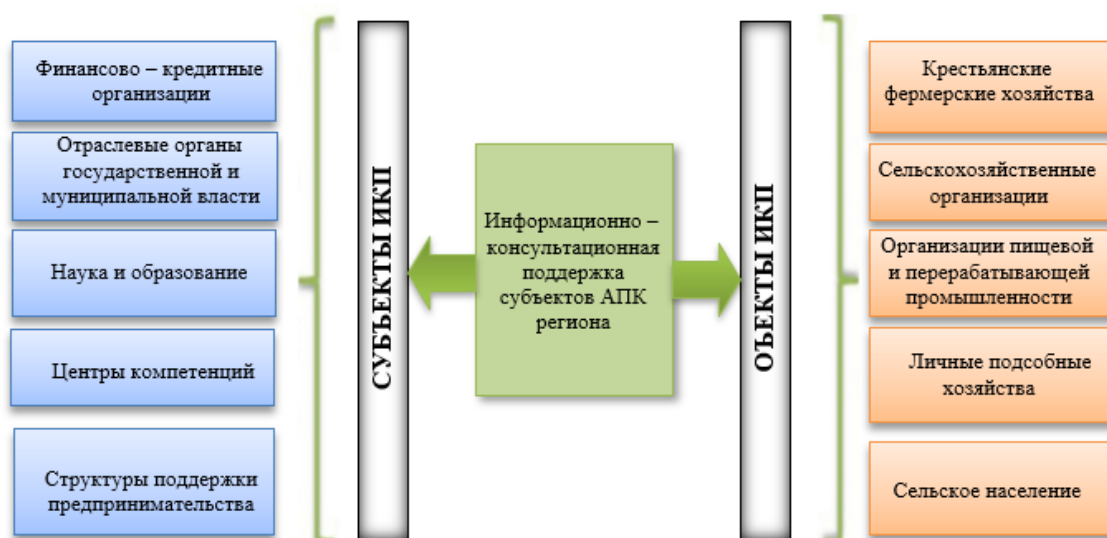 Финансово – кредитные
организации
Отраслевые органы
государственной и
муниципальной власти
Наука и образование
Центры компетенций
Структуры поддержки
предпринимательства
СУБЪЕКТЫ ИКП
Информационно –
консультационная
поддержка
субъектов АПК
региона
ОЪЕКТЫ ИКП
Крестьянские
фермерские хозяйства
Сельскохозяйственные
организации
Организации пищевой
и перерабатывающей
промышленности
Личные подсобные
хозяйства
Сельское население